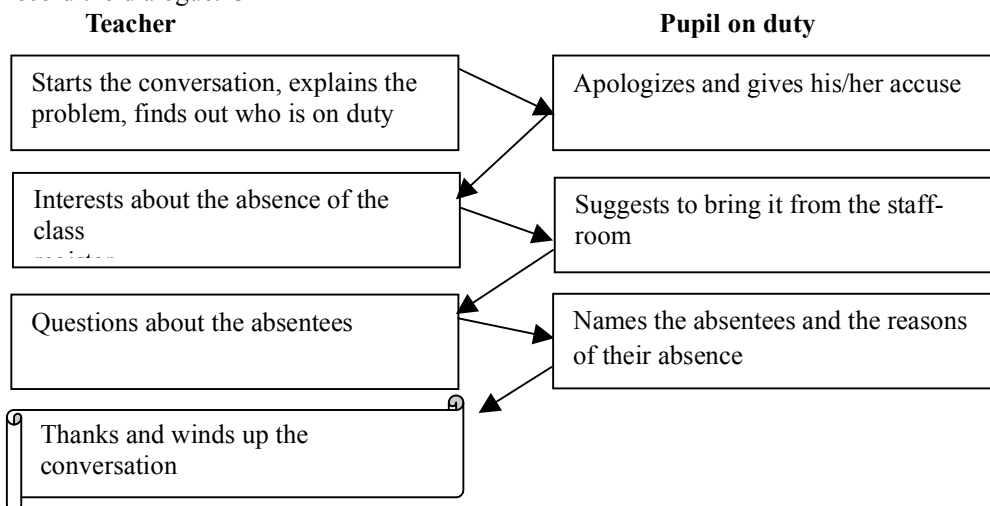 Teacher
Pupil on duty
Starts the conversation, explains the
problem, finds out who is on duty
Apologizes and gives his/her accuse
Interests about the absence of the
class
Suggests to bring it from the staff-
room
Questions about the absentees
Names the absentees and the reasons
of their absence
Thanks and winds up the
conversation